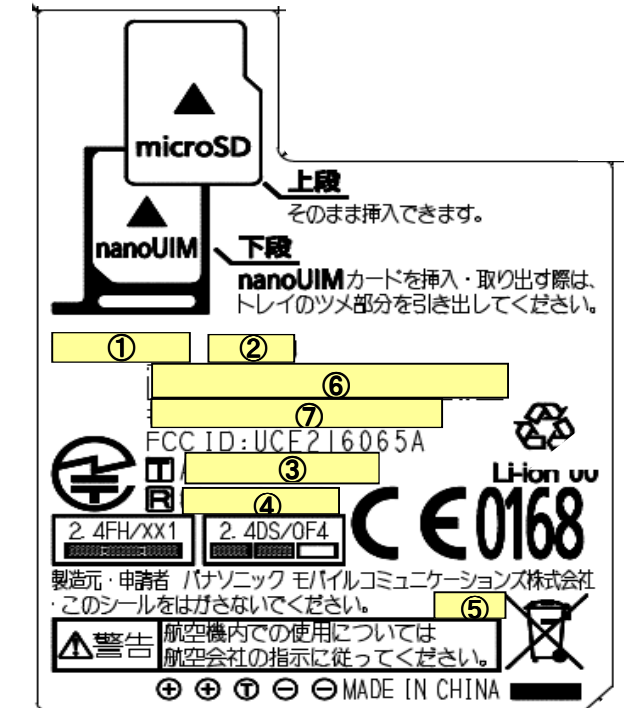 microSD
上段
そのまま挿入できます。
nanoUIM
下段
nanoUIMカードを挿入・取り出す際は、
トレイのツメ部分を引き出してください。
① ②
⑥
⑦
FCC ID:UCE216065A
T ③
R ④
Li-ion 00
CE0168
2.4FH/XX1 2.4DS/OF4
製造元・申請者 パナソニック モバイルコミュニケーションズ株式会社
・このシールをはがさないでください。 ⑤
⚠警告 航空機内での使用については
航空会社の指示に従ってください。
⊕ ⊕ Ⓣ ⊖ ⊖ MADE IN CHINA